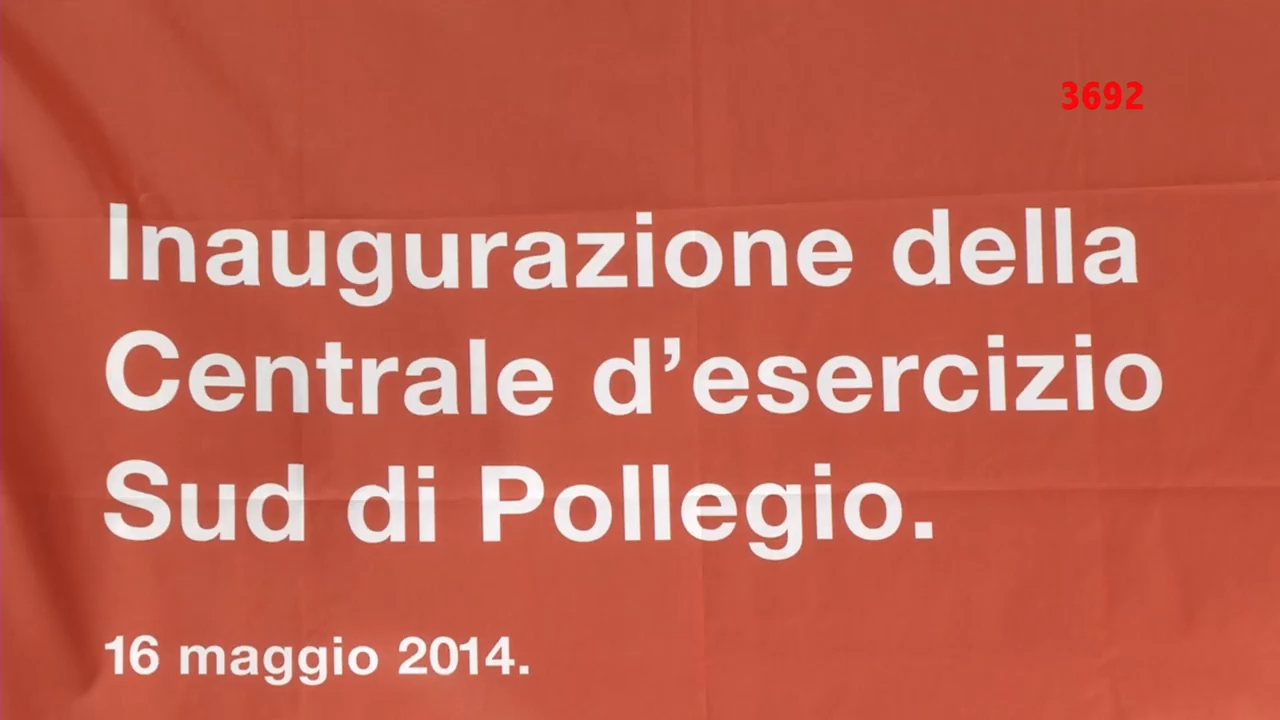 3692
Inaugurazione della
Centrale d’esercizio
Sud di Pollegio.
16 maggio 2014.